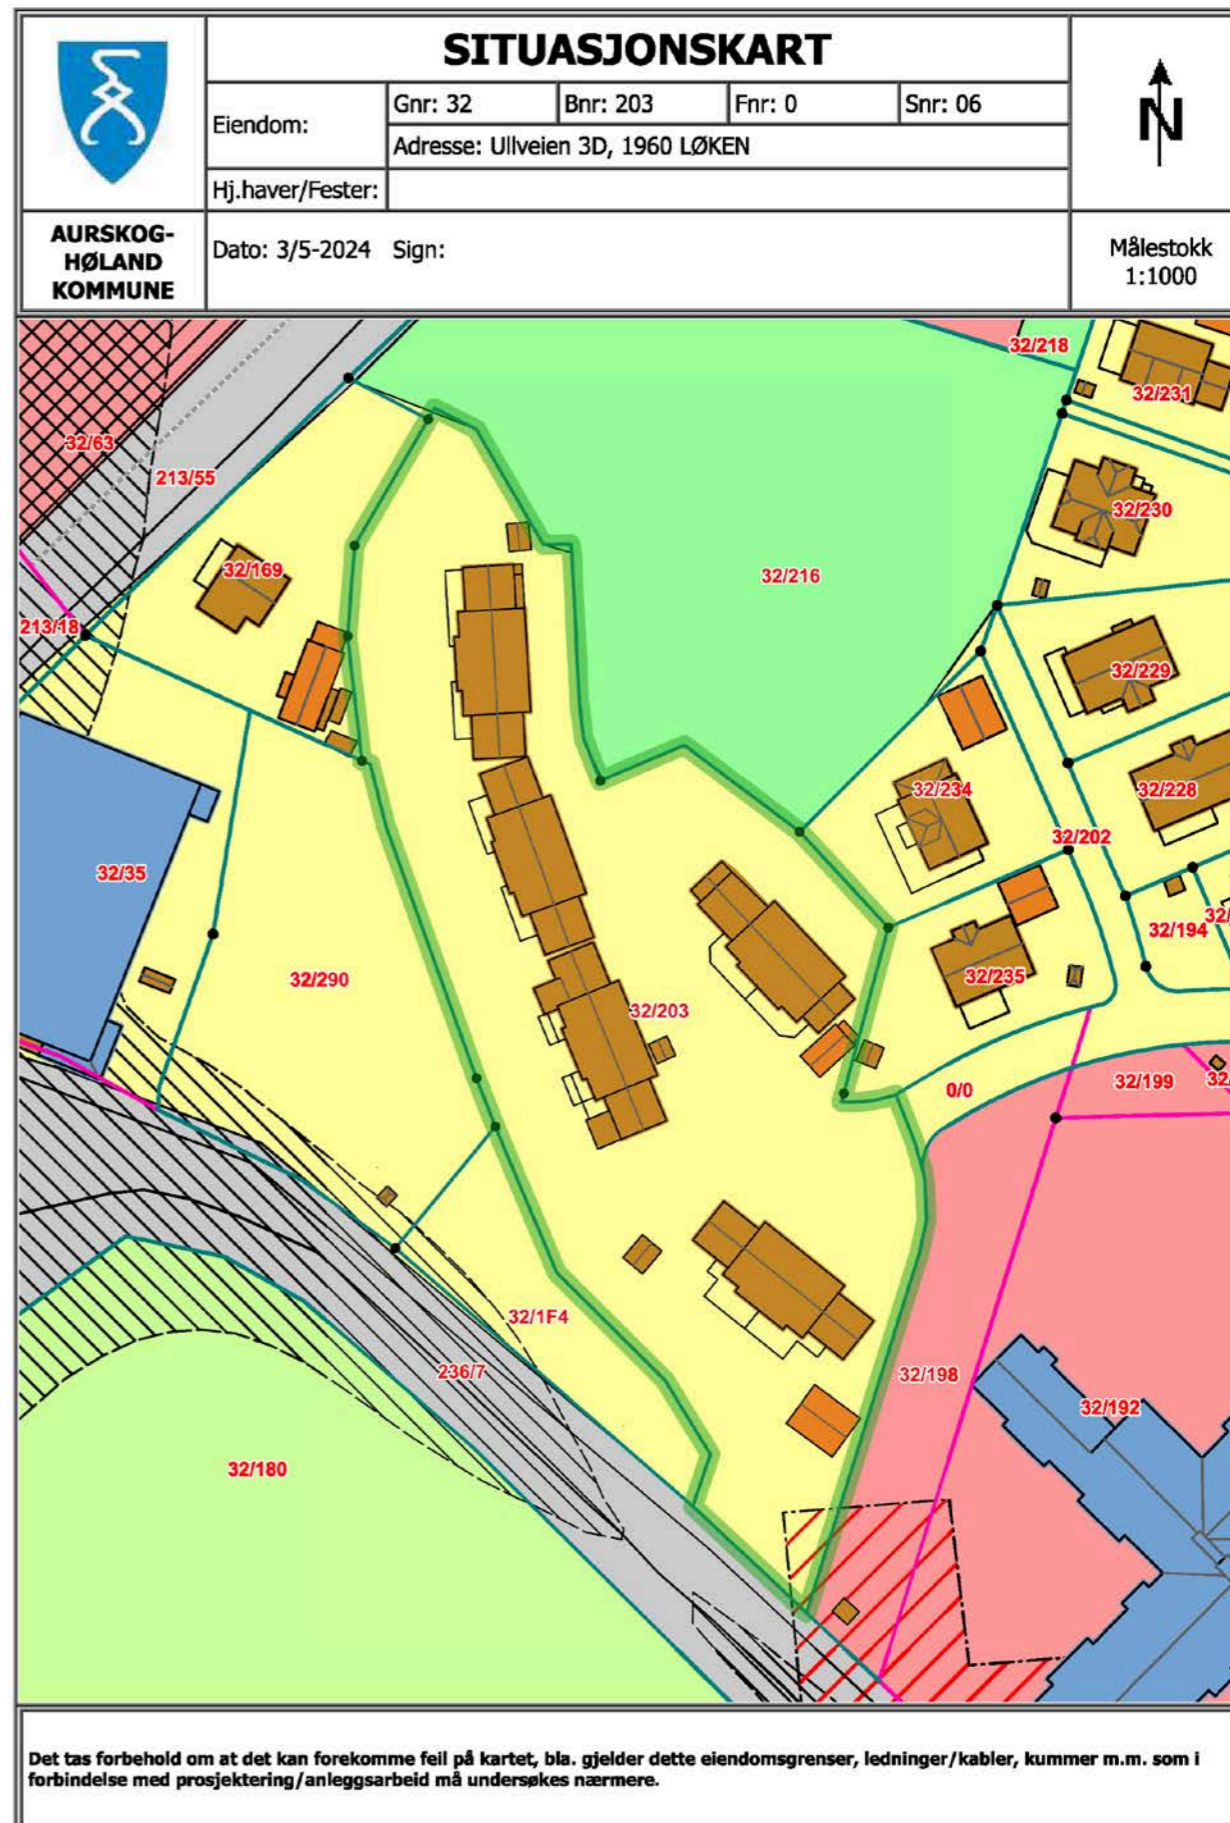 SITUASJONSKART
Eiendom:
Gnr: 32
Bnr: 203
Fnr: 0
Snr: 06
Adresse: Ullveien 3D, 1960 LØKEN
Hj.haver/Fester:
N
AURSKOG-
HØLAND
KOMMUNE
Dato: 3/5-2024 Sign:
Målestokk
1:1000
32/218
32/231
32/63
213/55
32/230
32/169
32/216
213/18
32/229
32/234
32/228
32/202
32/35
32/
32/194
32/290
32/235
32/203
0/0
32/199
32/
32/1F4
236/7
32/198
32/192
32/180
Det tas forbehold om at det kan forekomme feil på kartet, bla. gjelder dette eiendomsgrenser, ledninger/kabler, kummer m.m. som i
forbindelse med prosjektering/anleggsarbeid må undersøkes nærmere.